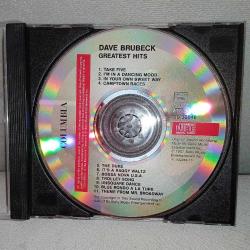 DAVE BRUBECK
GREATEST HITS
1. TAKE FIVE
2. I'M IN A DANCING MOOD
3. IN YOUR OWN SWEET WAY
4. CAMPTOWN RACES
COLUMBIA
5. THE DUKE
6. IT'S A RAGGY WALTZ
7. BOSSA NOVA U.S.A.
8. TROLLEY SONG
9. UNSQUARE DANCE
10. BLUE RONDO A LA TURK
11. THEME FROM MR. BROADWAY